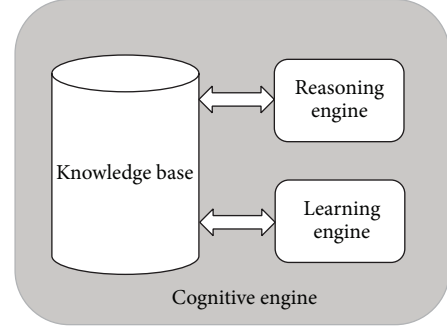 Reasoning
engine
Knowledge base
Learning
engine
Cognitive engine